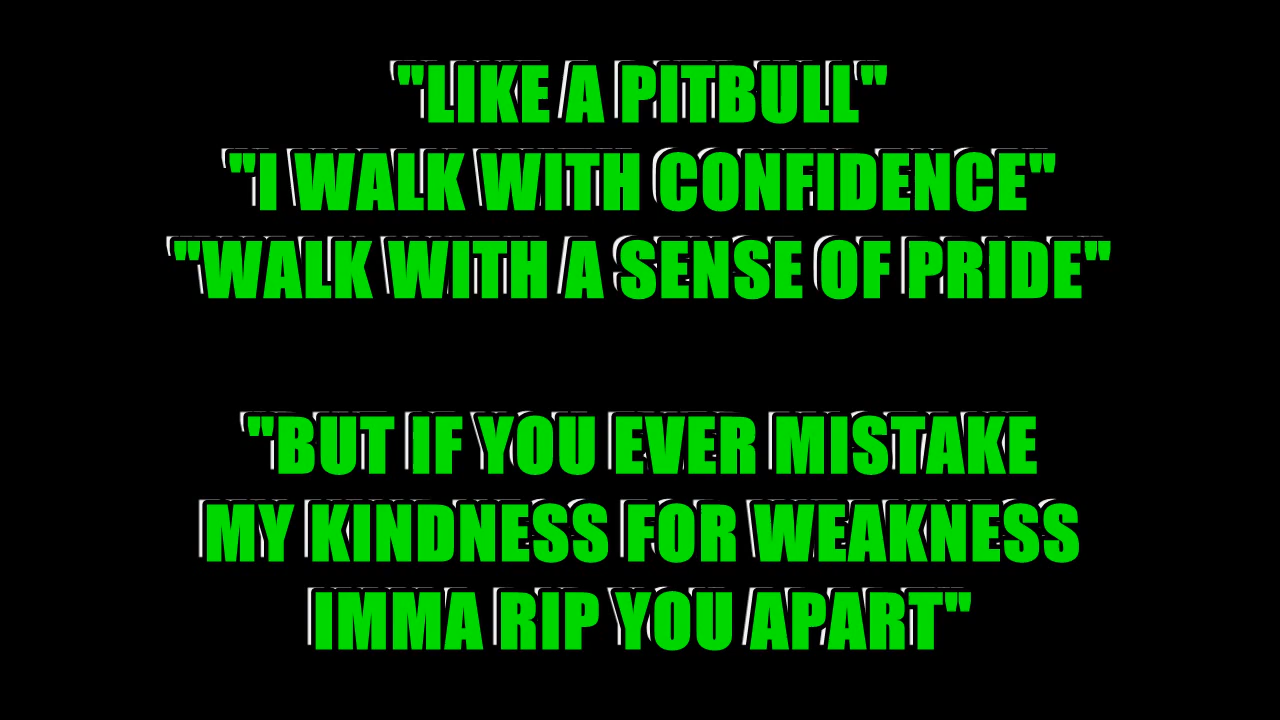 "LIKE A PITBULL"
"I WALK WITH CONFIDENCE"
"WALK WITH A SENSE OF PRIDE"
"BUT IF YOU EVER MISTAKE
MY KINDNESS FOR WEAKNESS
IMMA RIP YOU APART"